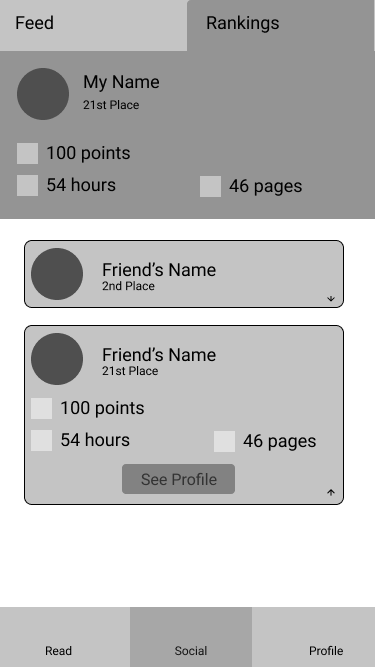 Feed
Rankings
My Name
21st Place
100 points
54 hours
46 pages
Friend’s Name
2nd Place
Friend’s Name
21st Place
100 points
54 hours
46 pages
See Profile
Read
Social
Profile